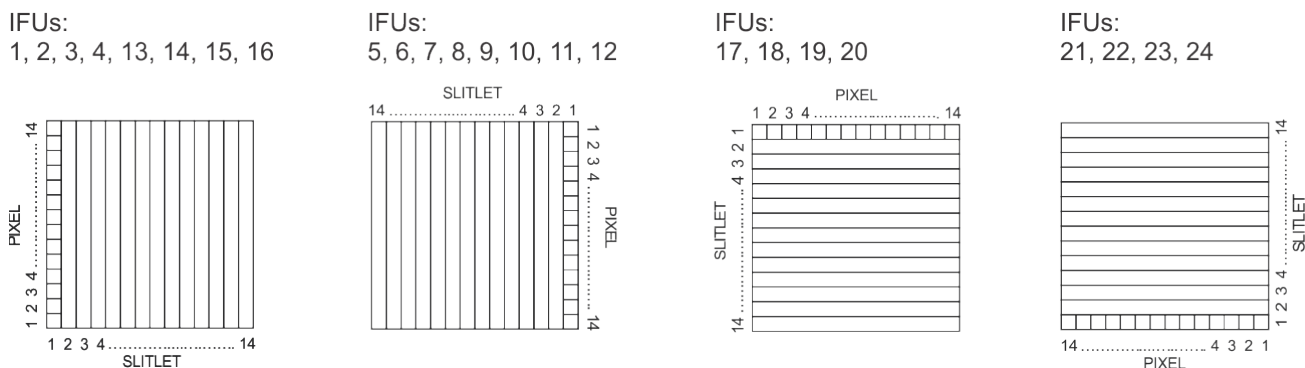 IFUs:
1, 2, 3, 4, 13, 14, 15, 16
PIXEL
1 2 3 4 ........................ 14
1 2 3 4 ........................ 14
SLITLET
IFUs:
5, 6, 7, 8, 9, 10, 11, 12
SLITLET
14 ........................ 4 3 2 1
1 2 3 4 ........................ 14
PIXEL
IFUs:
17, 18, 19, 20
PIXEL
1 2 3 4 ........................ 14
SLITLET
14 ........................ 4 3 2 1
IFUs:
21, 22, 23, 24
14 ........................ 4 3 2 1
PIXEL
1 2 3 4 ........................ 14
SLITLET